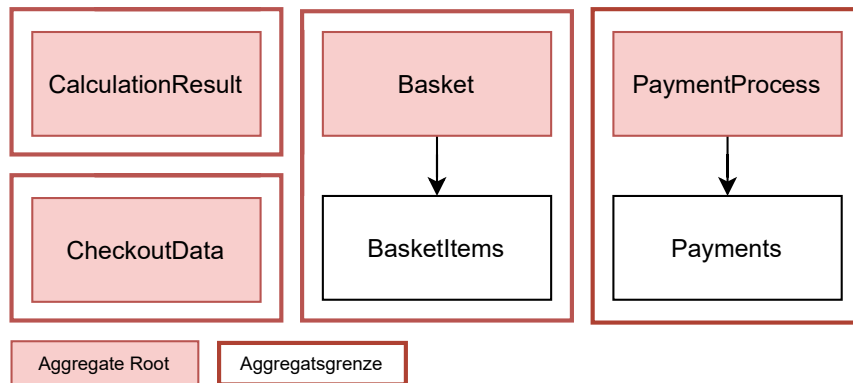 CalculationResult
Basket
PaymentProcess
CheckoutData
BasketItems
Payments
Aggregate Root
Aggregatsgrenze